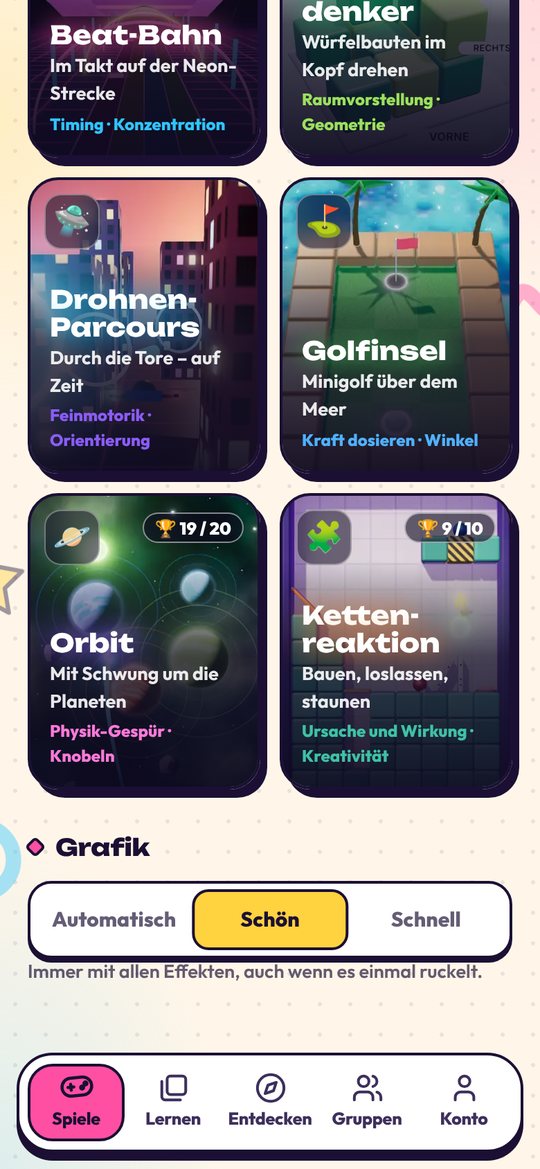 Beat-Bahn
Im Takt auf der Neon-
Strecke
Timing · Konzentration
denker
Würfelbauten im
Kopf drehen
Raumvorstellung ·
Geometrie
RECHTS
VORNE
Drohnen-
Parcours
Durch die Tore – auf
Zeit
Feinmotorik ·
Orientierung
Golfinsel
Minigolf über dem
Meer
Kraft dosieren · Winkel
19 / 20
Orbit
Mit Schwung um die
Planeten
Physik-Gespür ·
Knobeln
9 / 10
Ketten-
reaktion
Bauen, loslassen,
staunen
Ursache und Wirkung ·
Kreativität
Grafik
Automatisch
Schön
Schnell
Immer mit allen Effekten, auch wenn es einmal ruckelt.
Spiele
Lernen
Entdecken
Gruppen
Konto